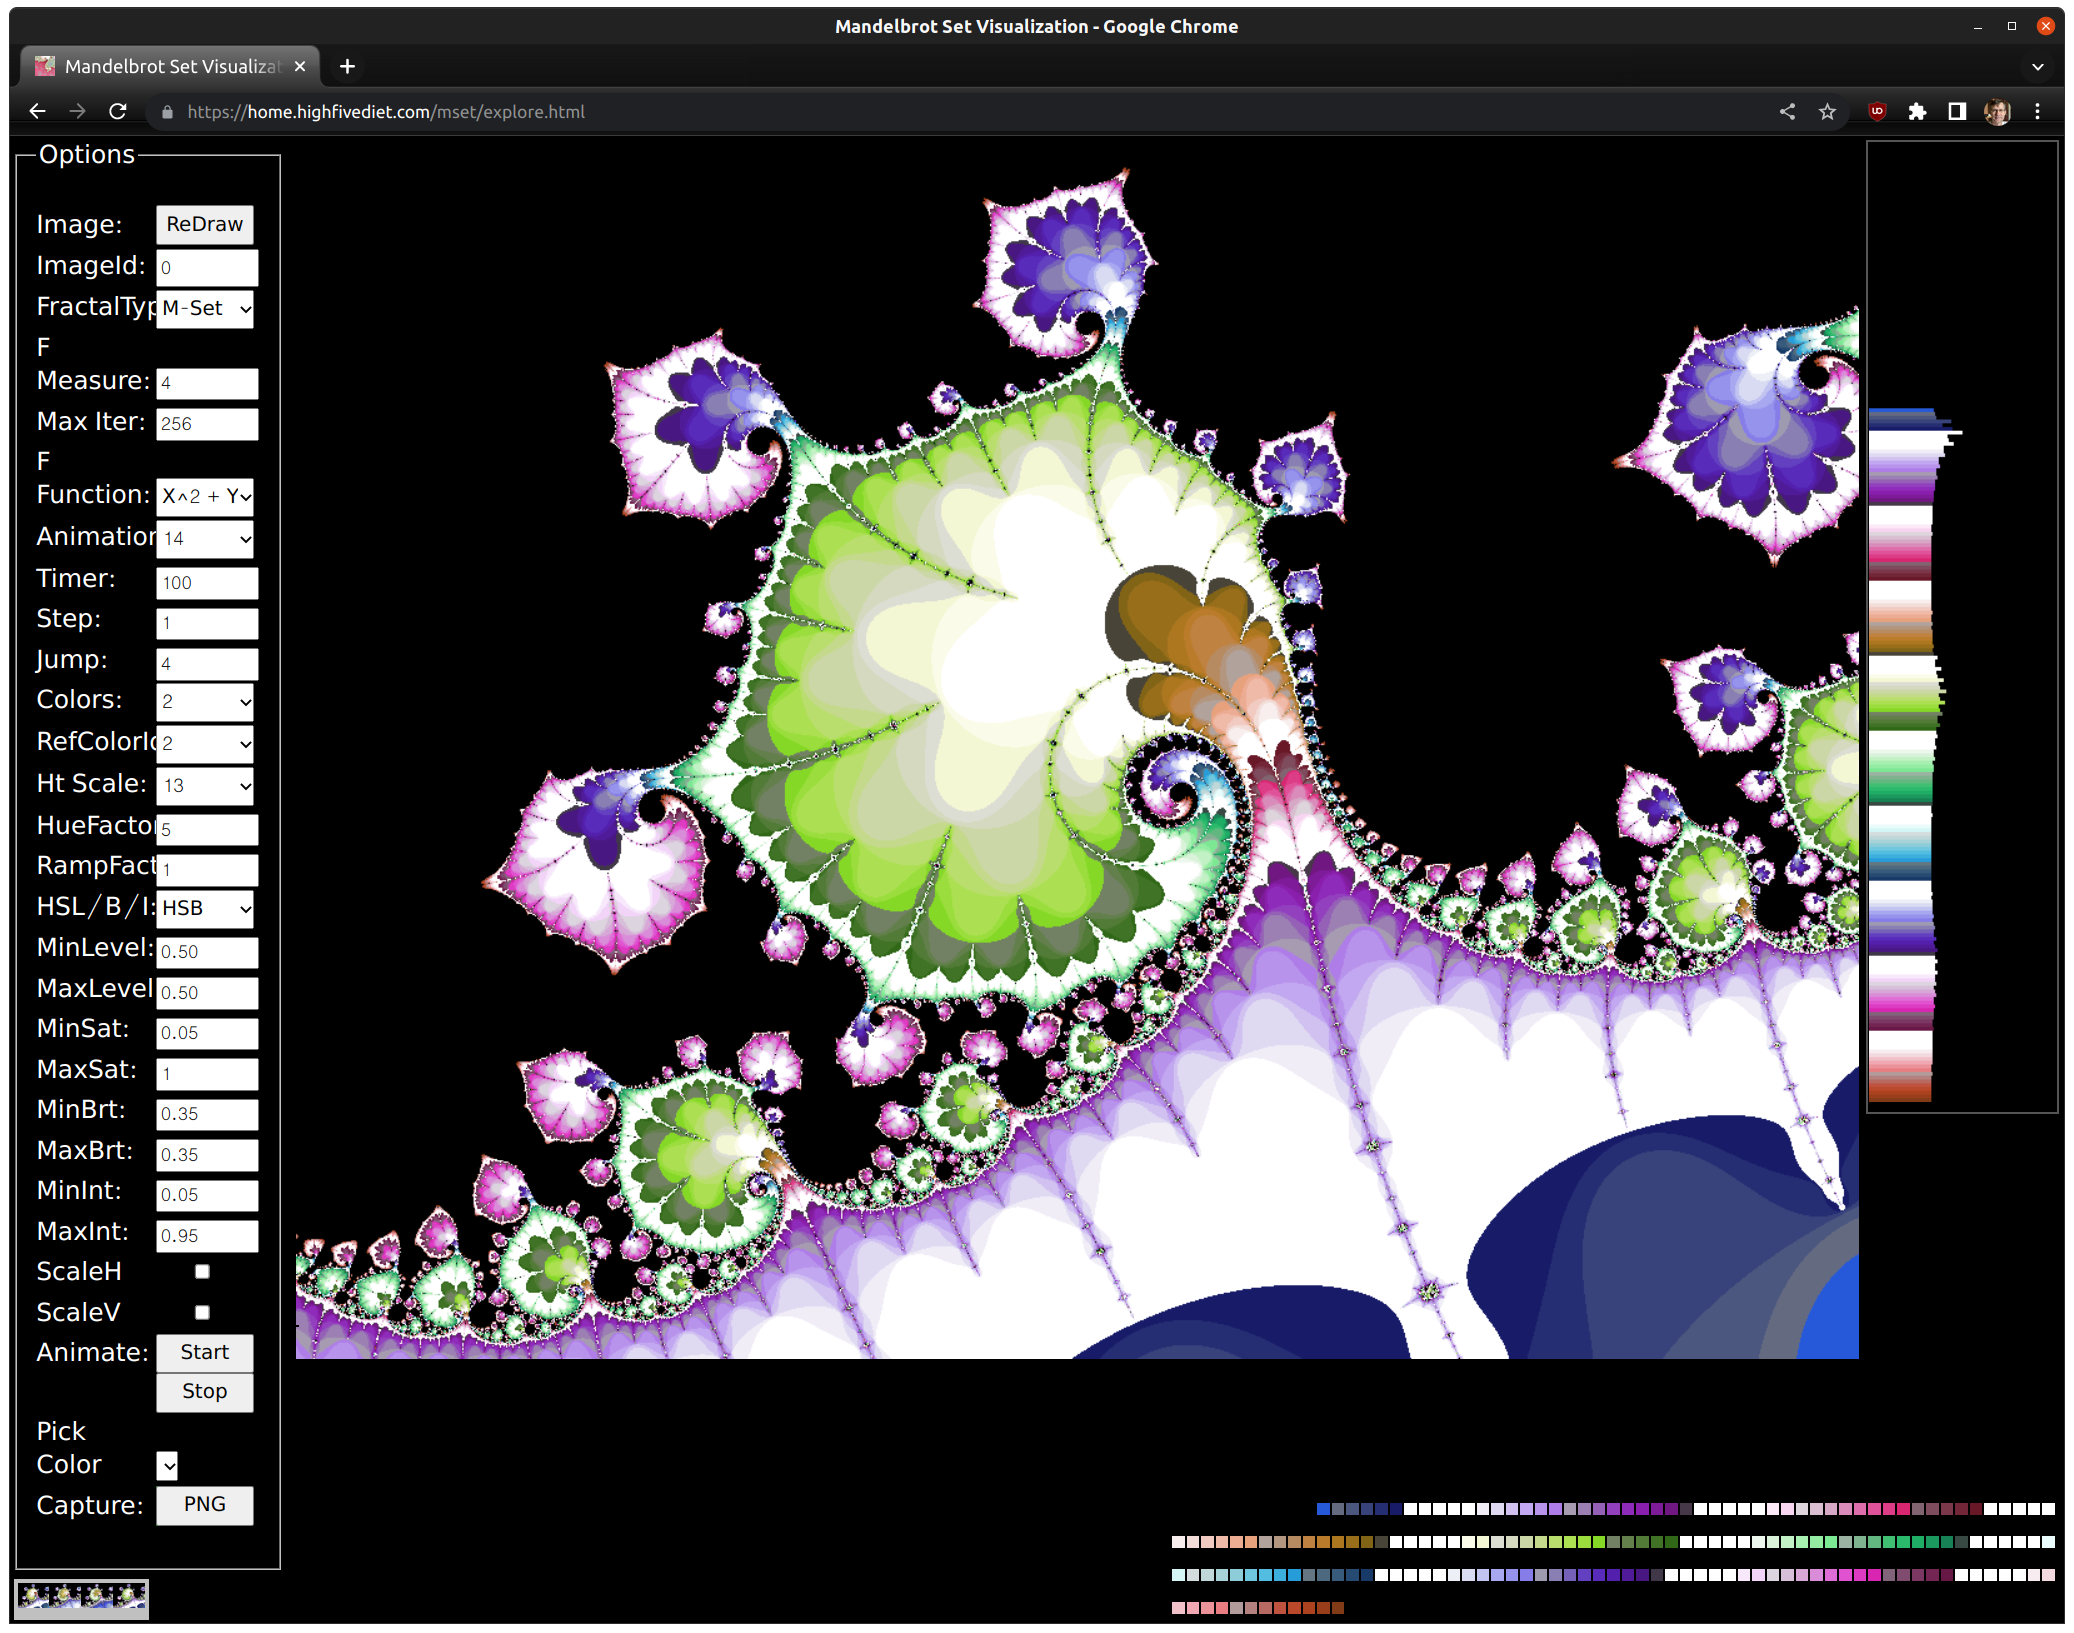 Mandelbrot Set Visualization - Google Chrome
Mandelbrot Set Visualizat
https://home.highfivediet.com/mset/explore.html
Options
Image: ReDraw
ImageId: 0
FractalTyp M-Set
F
Measure: 4
Max Iter: 256
F
Function: X^2 + Y
Animation 14
Timer: 100
Step: 1
Jump: 4
Colors: 2
RefColorId 2
Ht Scale: 13
HueFactor 5
RampFact 1
HSL/B/I: HSB
MinLevel: 0.50
MaxLevel 0.50
MinSat: 0.05
MaxSat: 1
MinBrt: 0.35
MaxBrt: 0.35
MinInt: 0.05
MaxInt: 0.95
ScaleH
ScaleV
Animate: Start
Stop
Pick
Color
Capture: PNG